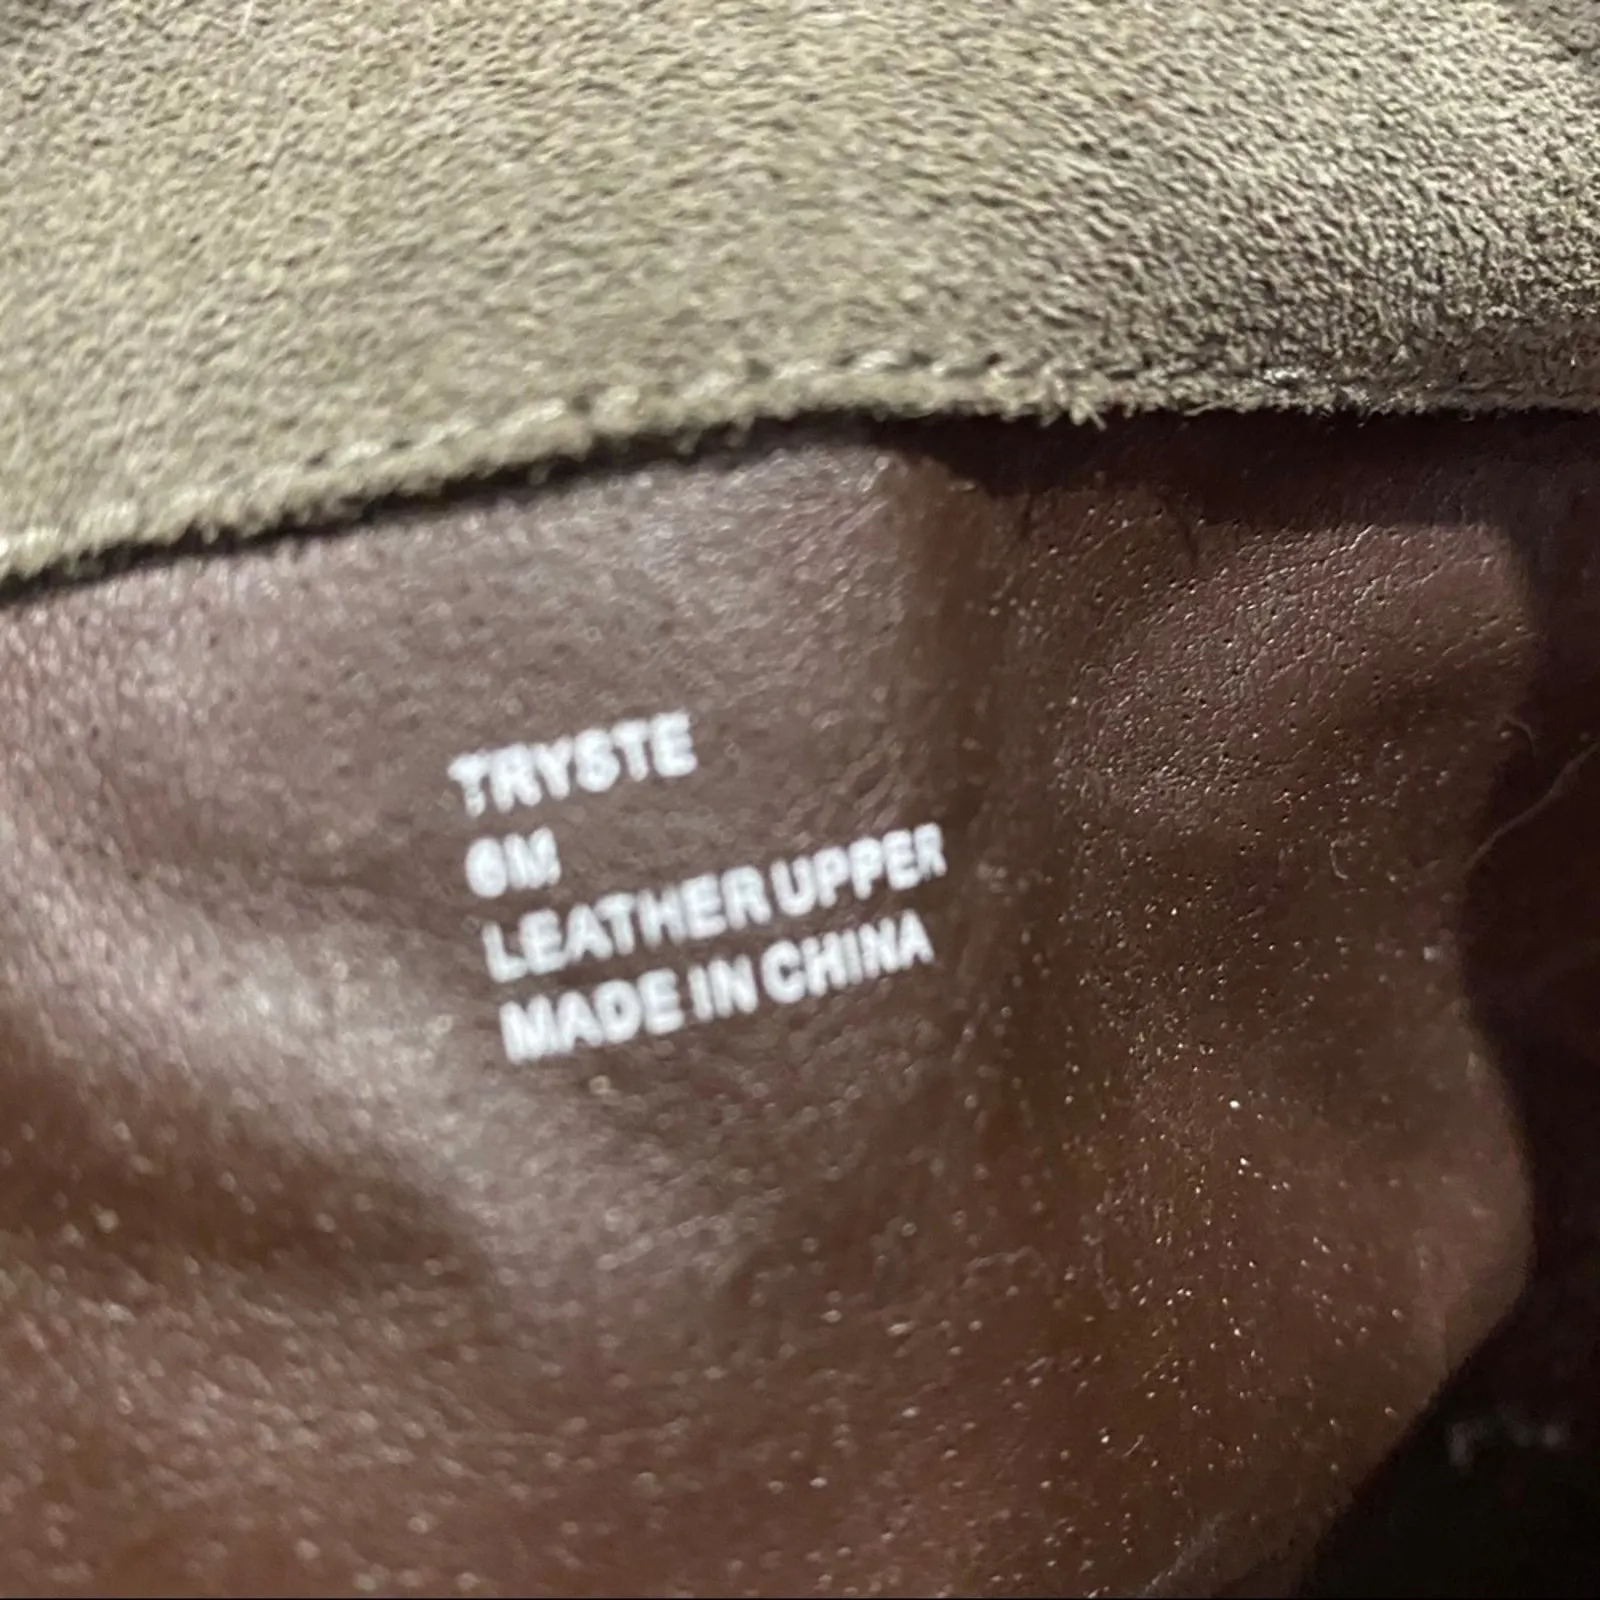 TRYSTE
6M
LEATHER UPPER
MADE IN CHINA